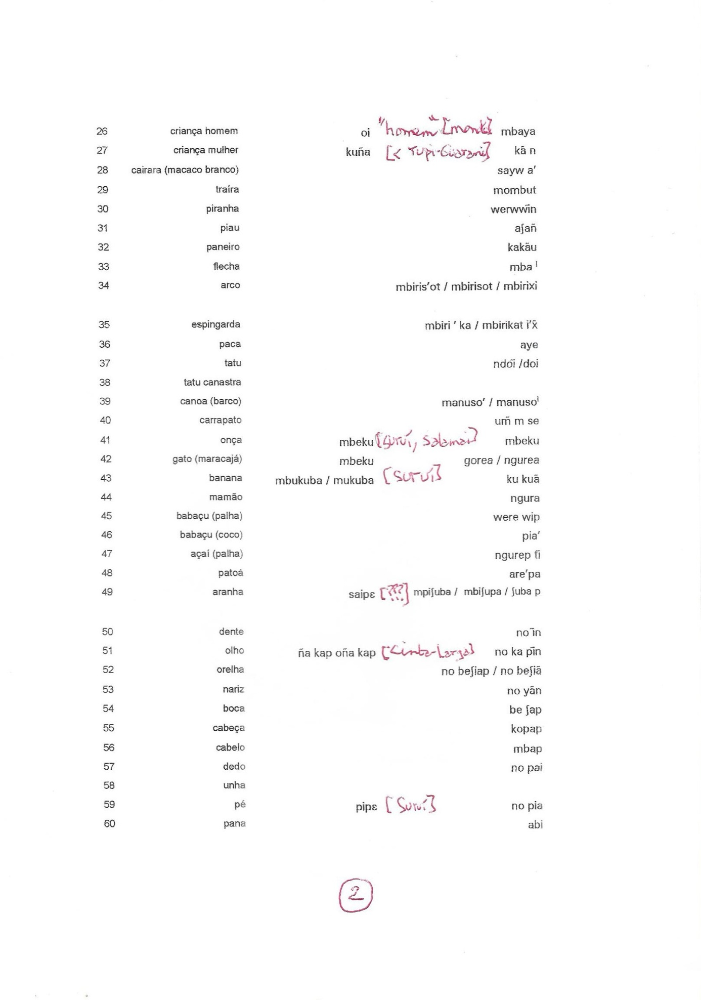 26 criança homem oi "homem" [mondé] mbaya
27 criança mulher kuña [< Tupi-Guarani] kã n
28 cairara (macaco branco) sayw a′
29 traíra mombut
30 piranha werwwĩn
31 piau aʃañ
32 paneiro kakãu
33 flecha mba ˡ
34 arco mbiris′ot / mbirisot / mbirixi
35 espingarda mbiri ′ ka / mbirikat i′x̃
36 paca aye
37 tatu ndoĩ /doi
38 tatu canastra
39 canoa (barco) manuso′ / manusoˡ
40 carrapato um̃ m se
41 onça mbeku [Suruí, Salamãi] mbeku
42 gato (maracajá) mbeku gorea / ngurea
43 banana mbukuba / mukuba [Suruí] ku kuã
44 mamão ngura
45 babaçu (palha) were wip
46 babaçu (coco) pia′
47 açaí (palha) ngurep fi
48 patoá are′pa
49 aranha saipɛ [???] mpiʃuba / mbiʃupa / ʃuba p
50 dente no ĩn
51 olho ña kap oña kap [Cinta-Larga] no ka pĩn
52 orelha no beʃiap / no beʃiã
53 nariz no yãn
54 boca be ʃap
55 cabeça kopap
56 cabelo mbap
57 dedo no pai
58 unha
59 pé pipɛ [Suruí] no pia
60 pana abi
2